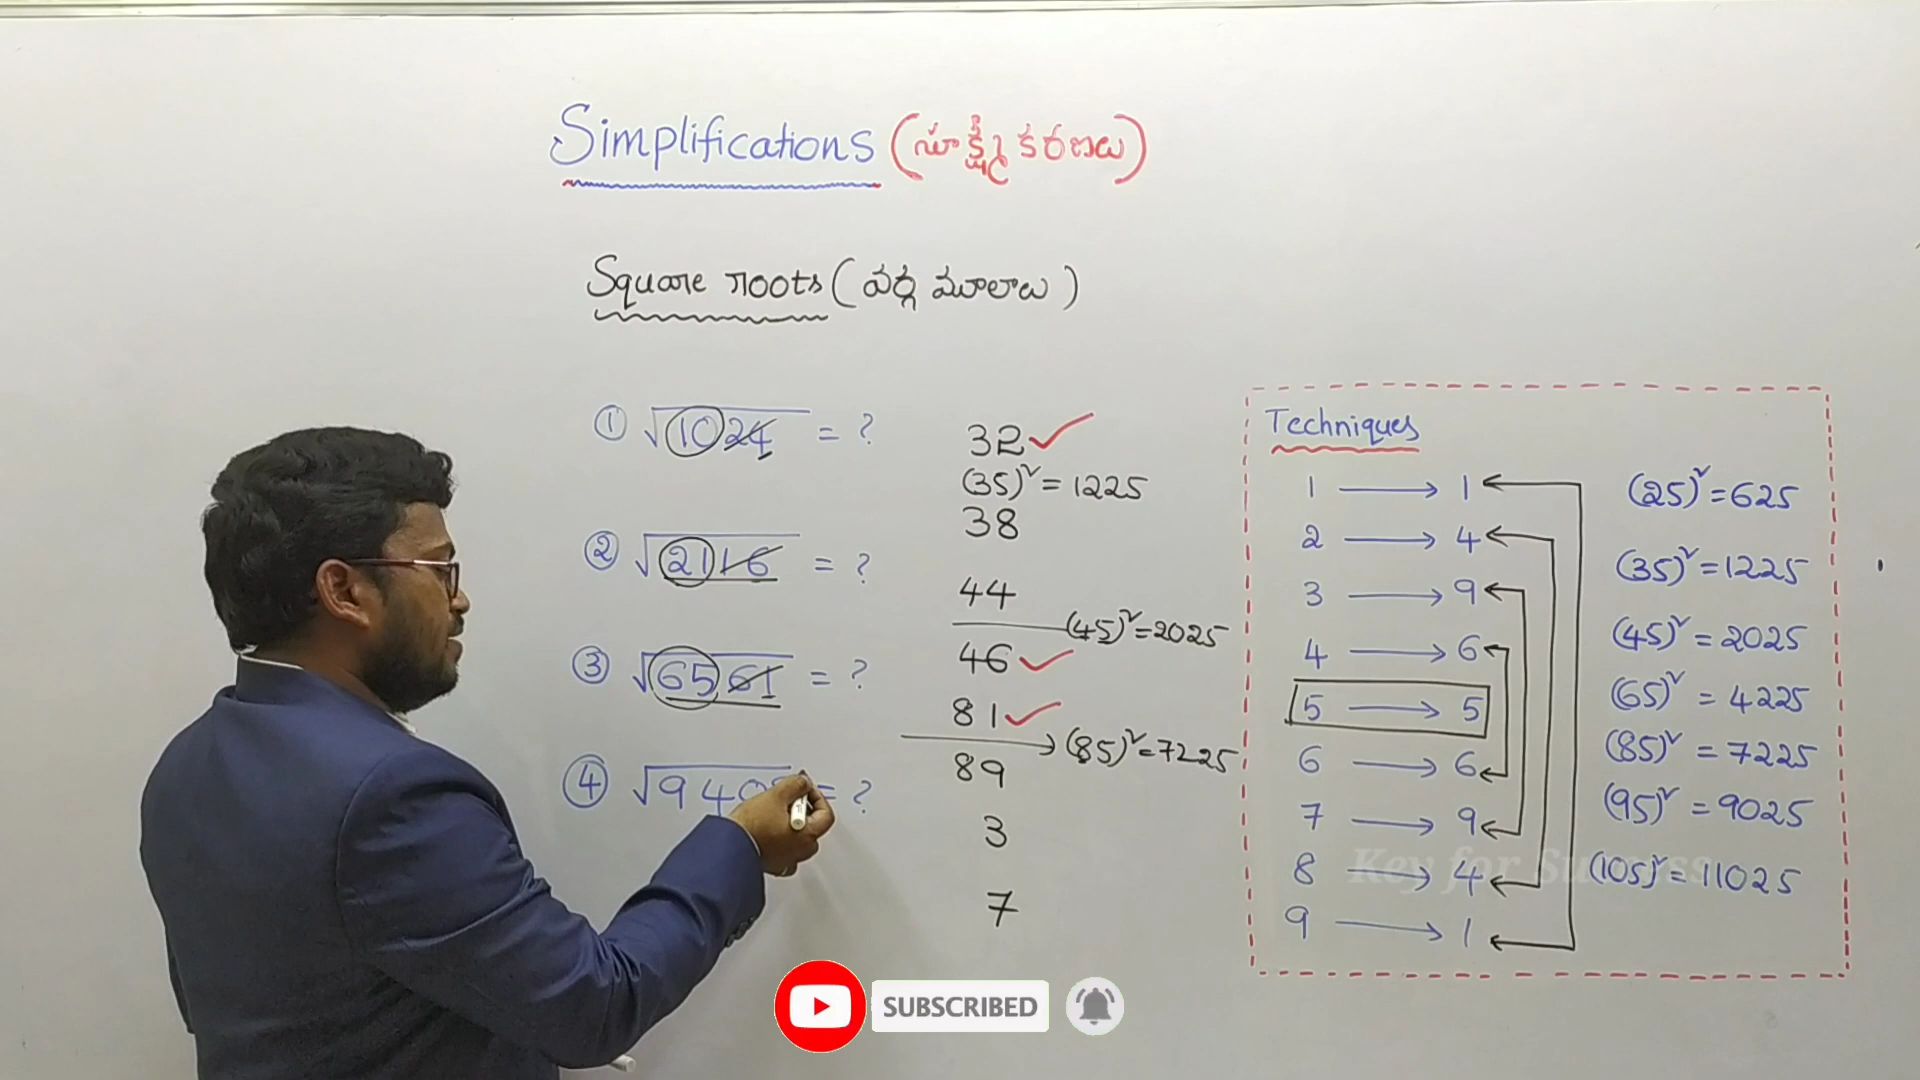 Simplifications (సూక్ష్మీకరణలు)
Square roots (వర్గ మూలాలు)
① √1024 = ?
② √2116 = ?
③ √6561 = ?
④ √940 = ?
32 ✓
(35)² = 1225
38
44
(45)² = 2025
46 ✓
81 ✓
→ (85)² = 7225
89
3
7
Techniques
1 → 1
2 → 4
3 → 9
4 → 6
5 → 5
6 → 6
7 → 9
8 → 4
9 → 1
(25)² = 625
(35)² = 1225
(45)² = 2025
(65)² = 4225
(85)² = 7225
(95)² = 9025
(105)² = 11025
Key for Success
SUBSCRIBED